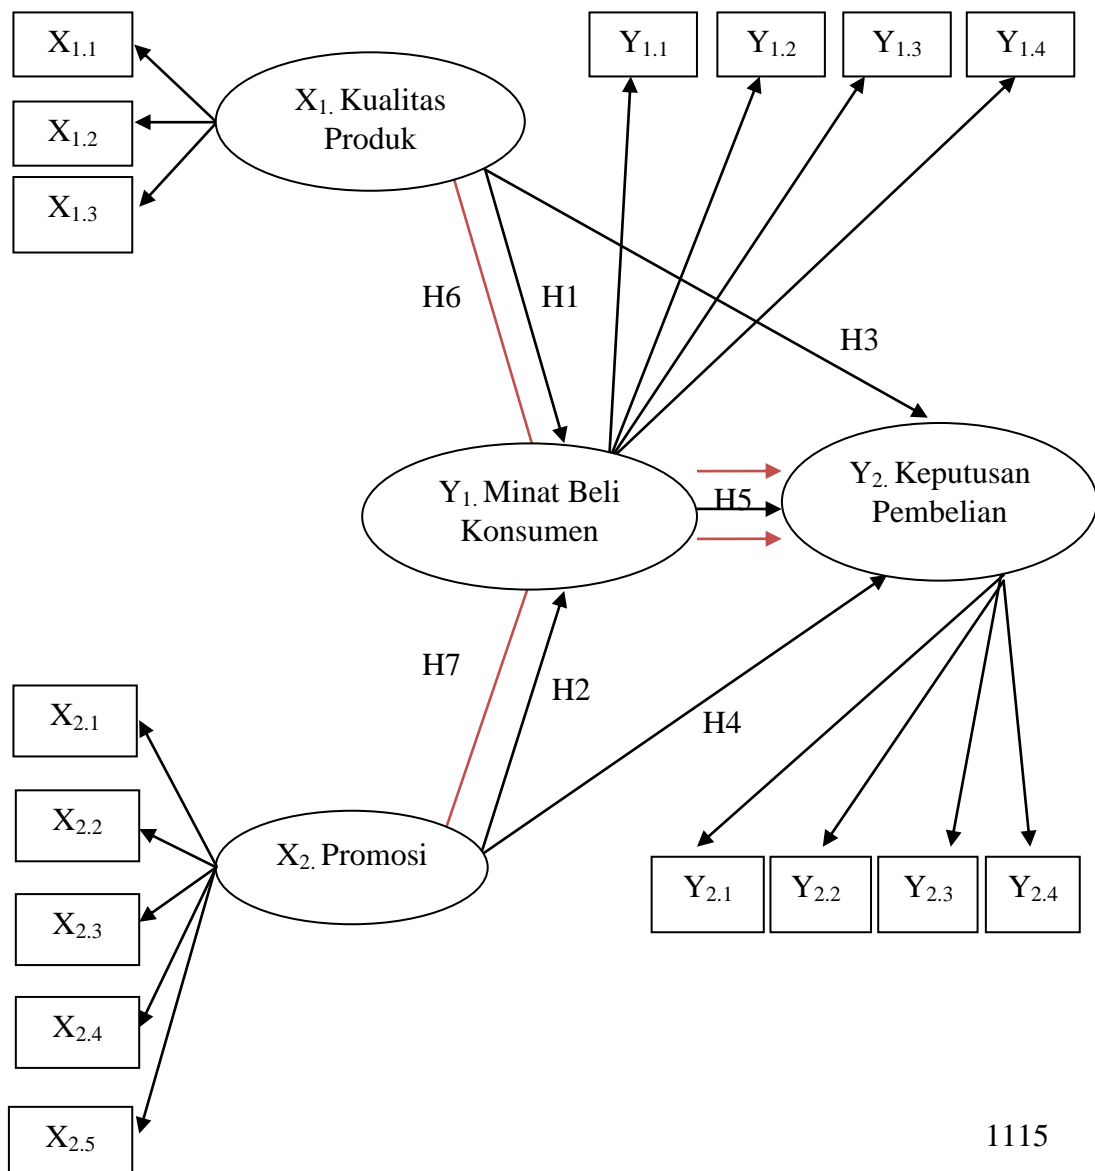 X1.1
Y1.1
Y1.2
Y1.3
Y1.4
X1. Kualitas
Produk
X1.2
X1.3
H6
H1
H3
Y1. Minat Beli
Konsumen
H5
Y2. Keputusan
Pembelian
H7
H2
H4
X2.1
X2.2
X2. Promosi
X2.3
X2.4
X2.5
Y2.1
Y2.2
Y2.3
Y2.4
1115